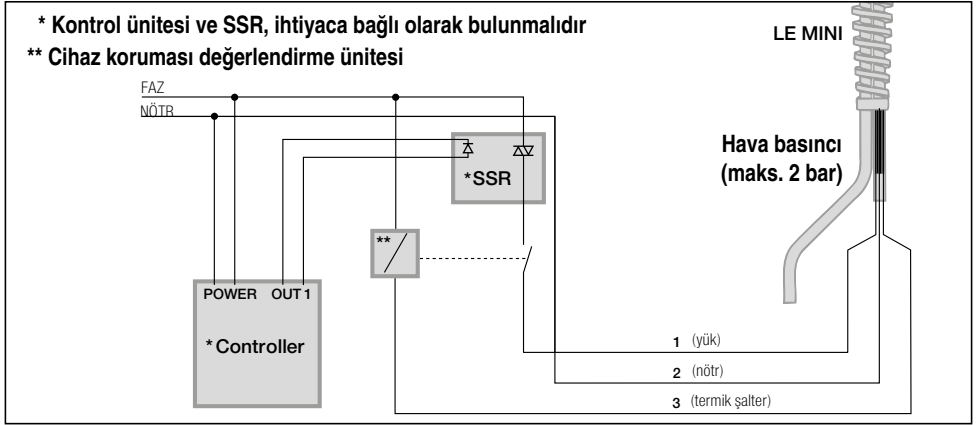 * Kontrol ünitesi ve SSR, ihtiyaca bağlı olarak bulunmalıdır
** Cihaz koruması değerlendirme ünitesi
LE MINI
FAZ
NÖTR
Hava basıncı
(maks. 2 bar)
*SSR
**
POWER OUT 1
*Controller
1 (yük)
2 (nötr)
3 (termik şalter)